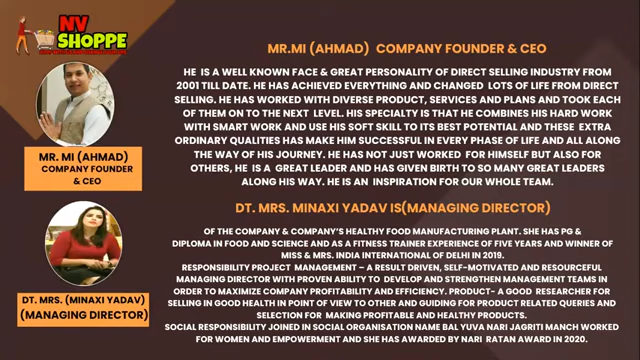 NV
SHOPPE
MR.MI (AHMAD) COMPANY FOUNDER & CEO
HE IS A WELL KNOWN FACE & GREAT PERSONALITY OF DIRECT SELLING INDUSTRY FROM
2001 TILL DATE. HE HAS ACHIEVED EVERYTHING AND CHANGED LOTS OF LIFE FROM DIRECT
SELLING. HE HAS WORKED WITH DIVERSE PRODUCT, SERVICES AND PLANS AND TOOK EACH
OF THEM ON TO THE NEXT LEVEL. HIS SPECIALTY IS THAT HE COMBINES HIS HARD WORK
WITH SMART WORK AND USE HIS SOFT SKILL TO ITS BEST POTENTIAL AND THESE EXTRA
ORDINARY QUALITIES HAS MAKE HIM SUCCESSFUL IN EVERY PHASE OF LIFE AND ALL ALONG
THE WAY OF HIS JOURNEY. HE HAS NOT JUST WORKED FOR HIMSELF BUT ALSO FOR
OTHERS, HE IS A GREAT LEADER AND HAS GIVEN BIRTH TO SO MANY GREAT LEADERS
ALONG HIS WAY. HE IS AN INSPIRATION FOR OUR WHOLE TEAM.
MR. MI (AHMAD)
COMPANY FOUNDER
& CEO
DT. MRS. MINAXI YADAV IS(MANAGING DIRECTOR)
OF THE COMPANY & COMPANY'S HEALTHY FOOD MANUFACTURING PLANT. SHE HAS PG &
DIPLOMA IN FOOD AND SCIENCE AND AS A FITNESS TRAINER EXPERIENCE OF FIVE YEARS AND WINNER OF
MISS & MRS. INDIA INTERNATIONAL OF DELHI IN 2019.
RESPONSIBILITY PROJECT MANAGEMENT – A RESULT DRIVEN, SELF-MOTIVATED AND RESOURCEFUL
MANAGING DIRECTOR WITH PROVEN ABILITY TO DEVELOP AND STRENGTHEN MANAGEMENT TEAMS IN
ORDER TO MAXIMIZE COMPANY PROFITABILITY AND EFFICIENCY. PRODUCT- A GOOD RESEARCHER FOR
SELLING IN GOOD HEALTH IN POINT OF VIEW TO OTHER AND GUIDING FOR PRODUCT RELATED QUERIES AND
SELECTION FOR MAKING PROFITABLE AND HEALTHY PRODUCTS.
SOCIAL RESPONSIBILITY JOINED IN SOCIAL ORGANISATION NAME BAL YUVA NARI JAGRITI MANCH WORKED
FOR WOMEN AND EMPOWERMENT AND SHE HAS AWARDED BY NARI RATAN AWARD IN 2020.
DT. MRS. (MINAXI YADAV)
(MANAGING DIRECTOR)